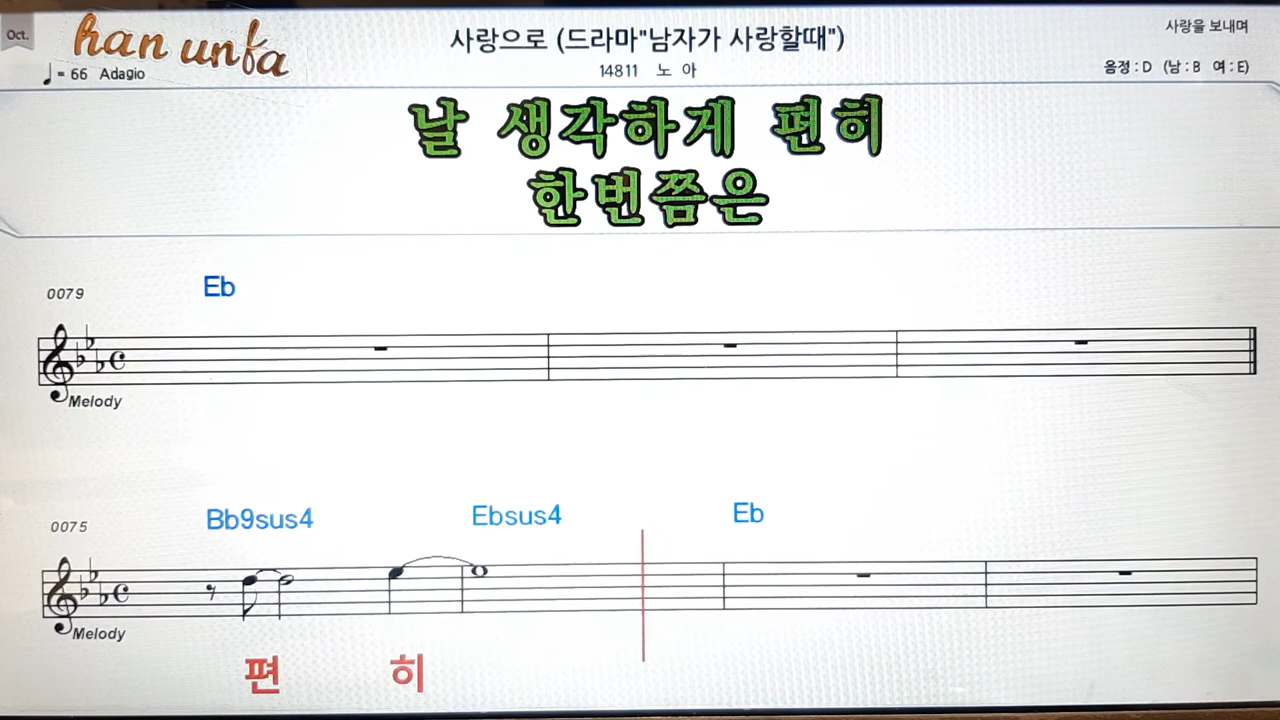 Oct.
han unfa
사랑으로 (드라마"남자가 사랑할때")
사랑을 보내며
♩= 66 Adagio
14811 노 아
음정 : D (남 : B 여 : E)
날 생각하게 편히
한번쯤은
0079
Eb
Melody
0075
Bb9sus4 Ebsus4 Eb
Melody
편 히